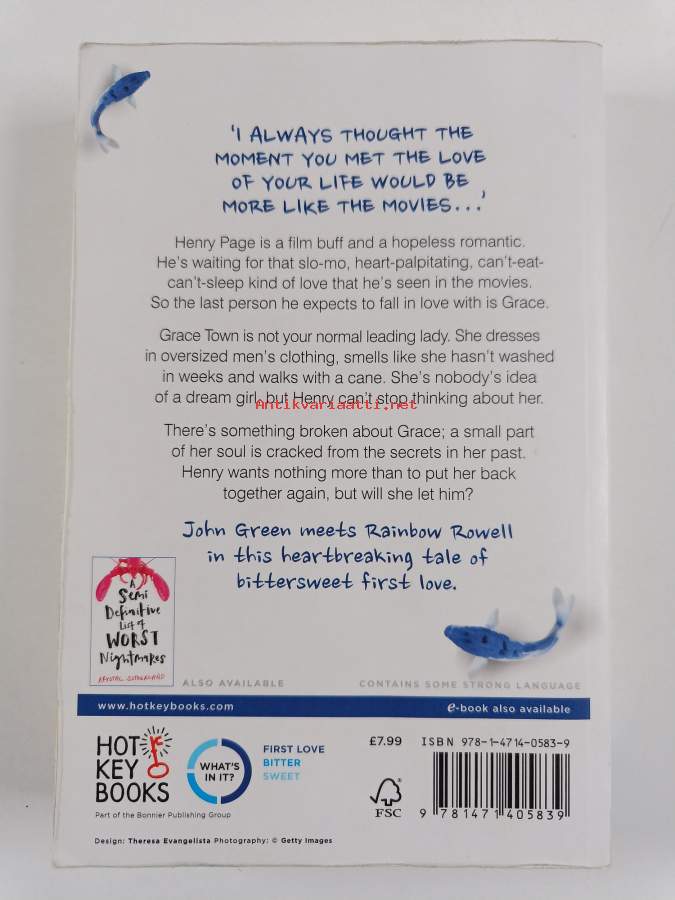 'I ALWAYS THOUGHT THE
MOMENT YOU MET THE LOVE
OF YOUR LIFE WOULD BE
MORE LIKE THE MOVIES...'
Henry Page is a film buff and a hopeless romantic.
He's waiting for that slo-mo, heart-palpitating, can't-eat-
can't-sleep kind of love that he's seen in the movies.
So the last person he expects to fall in love with is Grace.
Grace Town is not your normal leading lady. She dresses
in oversized men's clothing, smells like she hasn't washed
in weeks and walks with a cane. She's nobody's idea
of a dream girl, but Henry can't stop thinking about her.
Antikvariaatti.net
There's something broken about Grace; a small part
of her soul is cracked from the secrets in her past.
Henry wants nothing more than to put her back
together again, but will she let him?
John Green meets Rainbow Rowell
in this heartbreaking tale of
bittersweet first love.
A
Semi
Definitive
List of
WORST
Nightmares
KRYSTAL SUTHERLAND
ALSO AVAILABLE
CONTAINS SOME STRONG LANGUAGE
www.hotkeybooks.com
e-book also available
HOT
KEY
BOOKS
Part of the Bonnier Publishing Group
WHAT'S
IN IT?
FIRST LOVE
BITTER
SWEET
£7.99
ISBN 978-1-4714-0583-9
FSC
9 781471 405839
Design: Theresa Evangelista Photography: © Getty Images